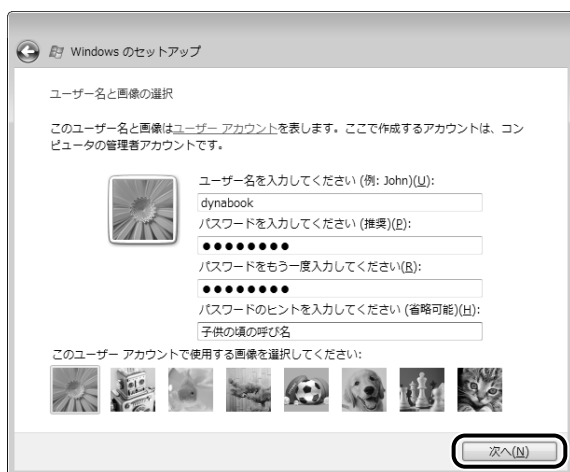 Windows のセットアップ
ユーザー名と画像の選択
このユーザー名と画像はユーザー アカウントを表します。ここで作成するアカウントは、コン
ピュータの管理者アカウントです。
ユーザー名を入力してください (例: John)(U):
dynabook
パスワードを入力してください (推奨)(P):
●●●●●●●●
パスワードをもう一度入力してください(R):
●●●●●●●●
パスワードのヒントを入力してください (省略可能)(H):
子供の頃の呼び名
このユーザー アカウントで使用する画像を選択してください:
次へ(N)